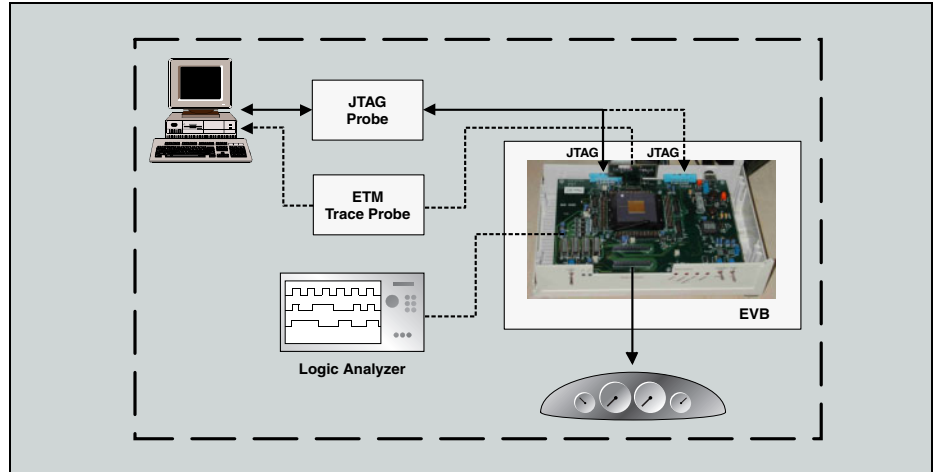 JTAG
Probe
JTAG JTAG
ETM
Trace Probe
EVB
Logic Analyzer